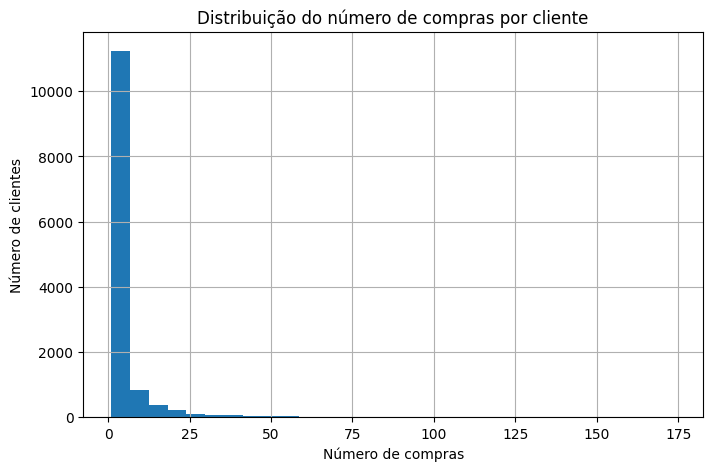 Distribuição do número de compras por cliente
Número de clientes
10000
8000
6000
4000
2000
0
0 25 50 75 100 125 150 175
Número de compras